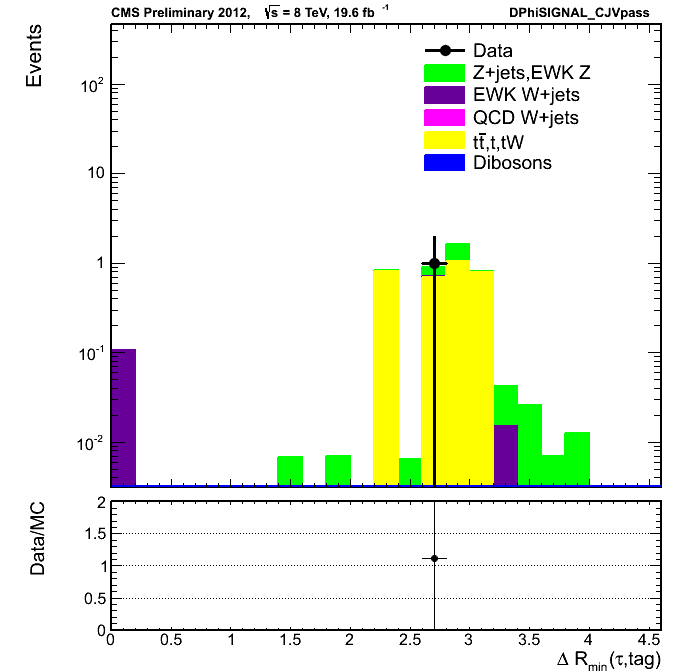 CMS Preliminary 2012, √s = 8 TeV, 19.6 fb⁻¹ DPhiSIGNAL_CJVpass
Events
Data
Z+jets,EWK Z
EWK W+jets
QCD W+jets
tt̅,t,tW
Dibosons
10²
10
1
10⁻¹
10⁻²
Data/MC
2
1.5
1
0.5
0
0 0.5 1 1.5 2 2.5 3 3.5 4 4.5
Δ R_min(τ,tag)